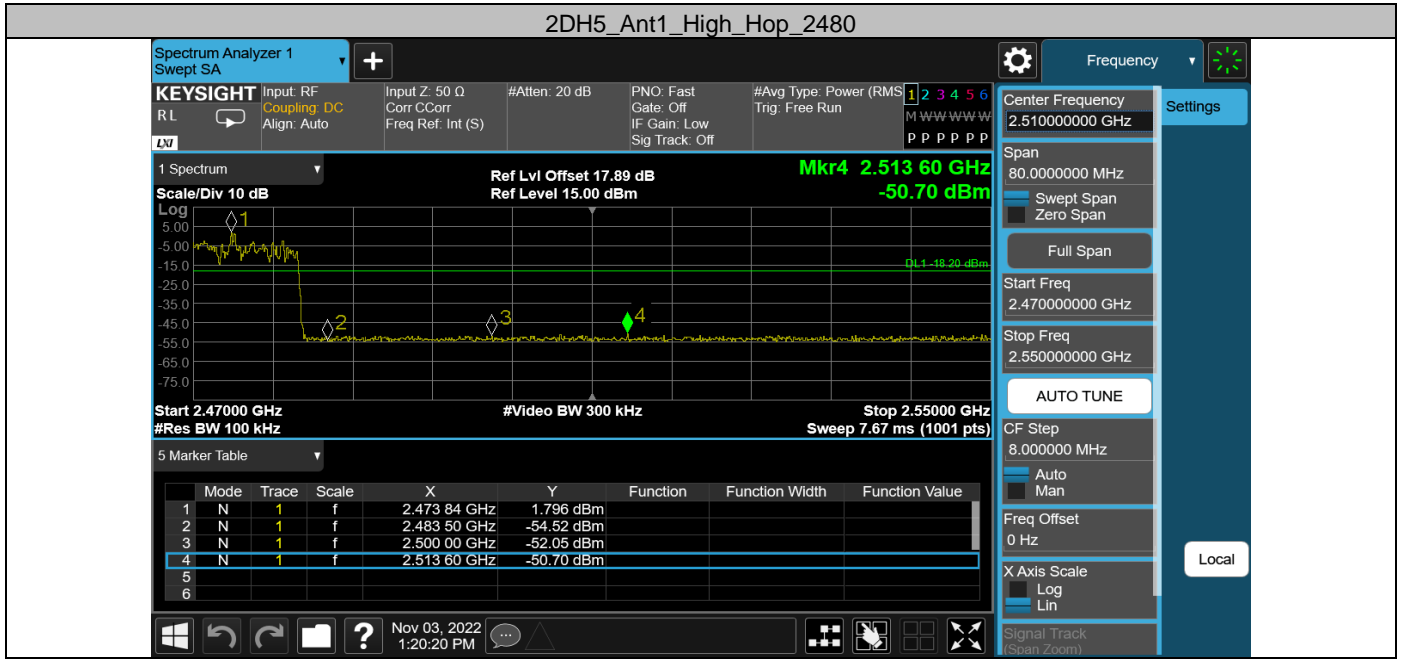 2DH5_Ant1_High_Hop_2480
Spectrum Analyzer 1
Swept SA
Frequency
KEYSIGHT
R L
LXI
Input: RF
Coupling: DC
Align: Auto
Input Z: 50 Ω
Corr CCorr
Freq Ref: Int (S)
#Atten: 20 dB
PNO: Fast
Gate: Off
IF Gain: Low
Sig Track: Off
#Avg Type: Power (RMS
Trig: Free Run
1 2 3 4 5 6
M W W W W W
P P P P P P
1 Spectrum
Scale/Div 10 dB
Ref Lvl Offset 17.89 dB
Ref Level 15.00 dBm
Mkr4 2.513 60 GHz
-50.70 dBm
Log
5.00
-5.00
-15.0
-25.0
-35.0
-45.0
-55.0
-65.0
-75.0
1
2
3
4
DL1 -18.20 dBm
Start 2.47000 GHz
#Video BW 300 kHz
Stop 2.55000 GHz
#Res BW 100 kHz
Sweep 7.67 ms (1001 pts)
5 Marker Table
Mode Trace Scale X Y Function Function Width Function Value
1 N 1 f 2.473 84 GHz 1.796 dBm
2 N 1 f 2.483 50 GHz -54.52 dBm
3 N 1 f 2.500 00 GHz -52.05 dBm
4 N 1 f 2.513 60 GHz -50.70 dBm
5
6
Nov 03, 2022
1:20:20 PM
Center Frequency
2.510000000 GHz
Settings
Span
80.0000000 MHz
Swept Span
Zero Span
Full Span
Start Freq
2.470000000 GHz
Stop Freq
2.550000000 GHz
AUTO TUNE
CF Step
8.000000 MHz
Auto
Man
Freq Offset
0 Hz
Local
X Axis Scale
Log
Lin
Signal Track
(Span Zoom)